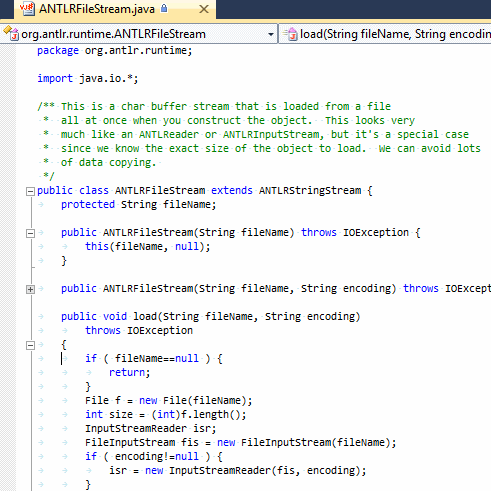 ANTLRFileStream.java
org.antlr.runtime.ANTLRFileStream load(String fileName, String encodin
package org.antlr.runtime;
import java.io.*;
/** This is a char buffer stream that is loaded from a file
 *  all at once when you construct the object.  This looks very
 *  much like an ANTLReader or ANTLRInputStream, but it's a special case
 *  since we know the exact size of the object to load.  We can avoid lots
 *  of data copying.
 */
public class ANTLRFileStream extends ANTLRStringStream {
protected String fileName;
public ANTLRFileStream(String fileName) throws IOException {
this(fileName, null);
}
public ANTLRFileStream(String fileName, String encoding) throws IOExcept
public void load(String fileName, String encoding)
throws IOException
{
if ( fileName==null ) {
return;
}
File f = new File(fileName);
int size = (int)f.length();
InputStreamReader isr;
FileInputStream fis = new FileInputStream(fileName);
if ( encoding!=null ) {
isr = new InputStreamReader(fis, encoding);
}